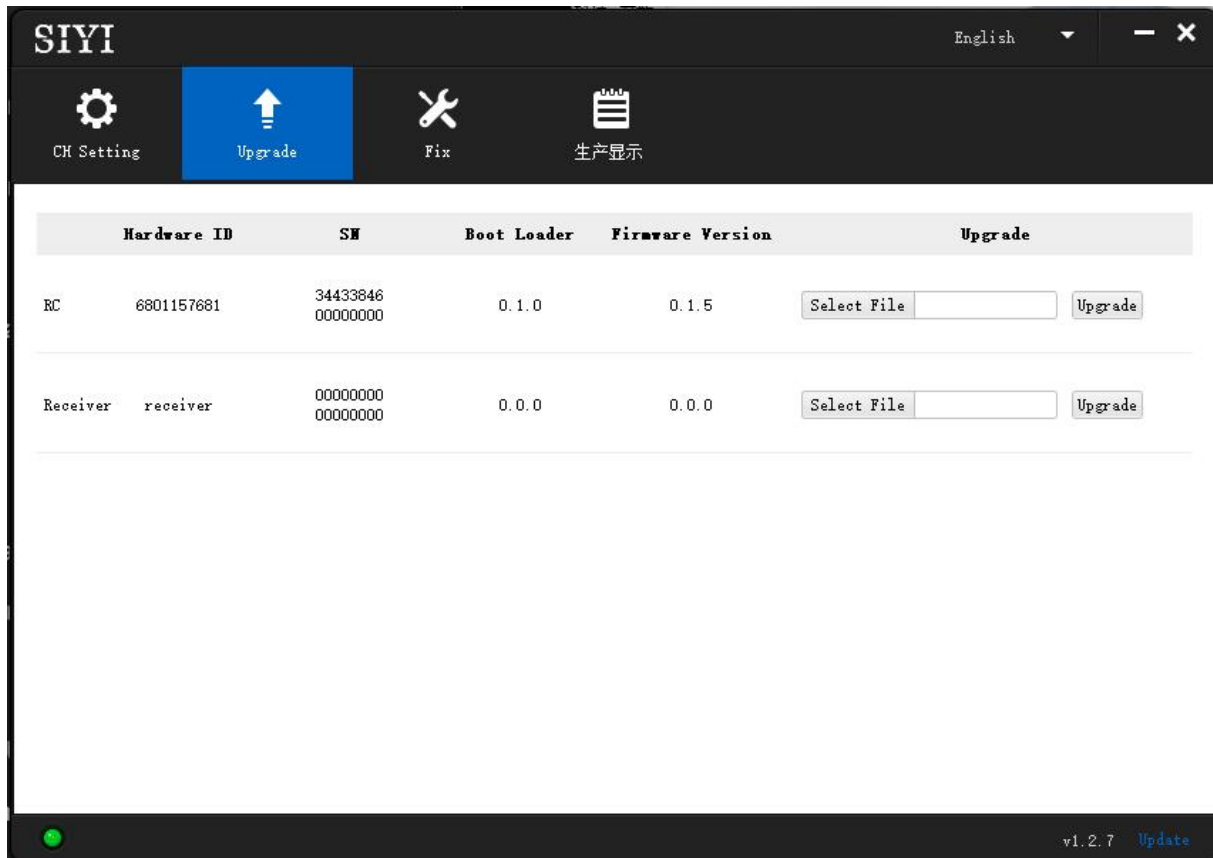 SIYI
English
CH Setting
Upgrade
Fix
生产显示
Hardware ID SN Boot Loader Firmware Version Upgrade
RC 6801157681 34433846 0.1.0 0.1.5 Select File Upgrade
00000000
Receiver receiver 00000000 0.0.0 0.0.0 Select File Upgrade
00000000
v1.2.7 Update